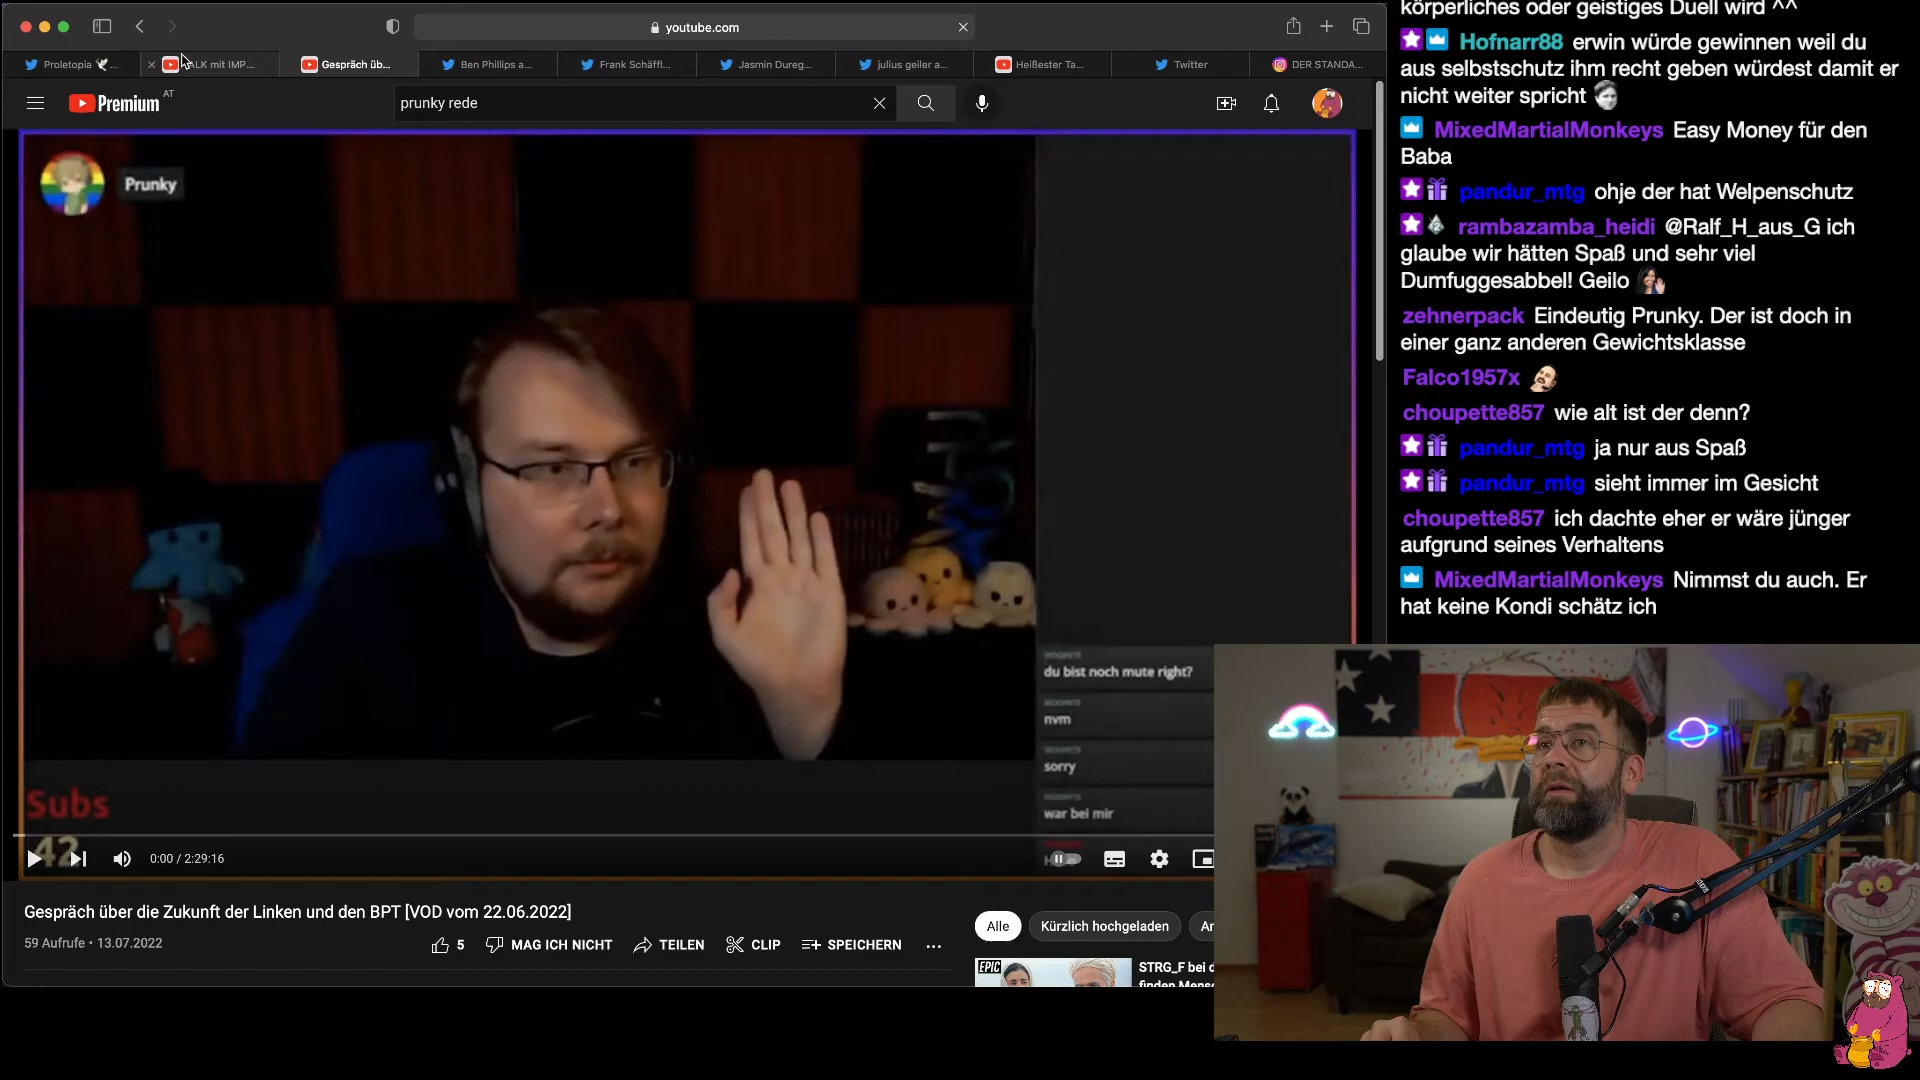 youtube.com
Proletopia
ALK mit IMP...
Gespräch üb...
Ben Phillips a...
Frank Schäffl...
Jasmin Dureg...
julius geiler a...
Heißester Ta...
Twitter
DER STANDA...
Premium AT
prunky rede
Prunky
du bist noch mute right?
nvm
sorry
war bei mir
Subs
42
0:00 / 2:29:16
Gespräch über die Zukunft der Linken und den BPT [VOD vom 22.06.2022]
59 Aufrufe • 13.07.2022
5
MAG ICH NICHT
TEILEN
CLIP
SPEICHERN
...
Alle
Kürzlich hochgeladen
EPIC
STRG_F bei d
finden Mens
körperliches oder geistiges Duell wird ^^
Hofnarr88 erwin würde gewinnen weil du
aus selbstschutz ihm recht geben würdest damit er
nicht weiter spricht
MixedMartialMonkeys Easy Money für den
Baba
pandur_mtg ohje der hat Welpenschutz
rambazamba_heidi @Ralf_H_aus_G ich
glaube wir hätten Spaß und sehr viel
Dumfuggesabbel! Geilo
zehnerpack Eindeutig Prunky. Der ist doch in
einer ganz anderen Gewichtsklasse
Falco1957x
choupette857 wie alt ist der denn?
pandur_mtg ja nur aus Spaß
pandur_mtg sieht immer im Gesicht
choupette857 ich dachte eher er wäre jünger
aufgrund seines Verhaltens
MixedMartialMonkeys Nimmst du auch. Er
hat keine Kondi schätz ich